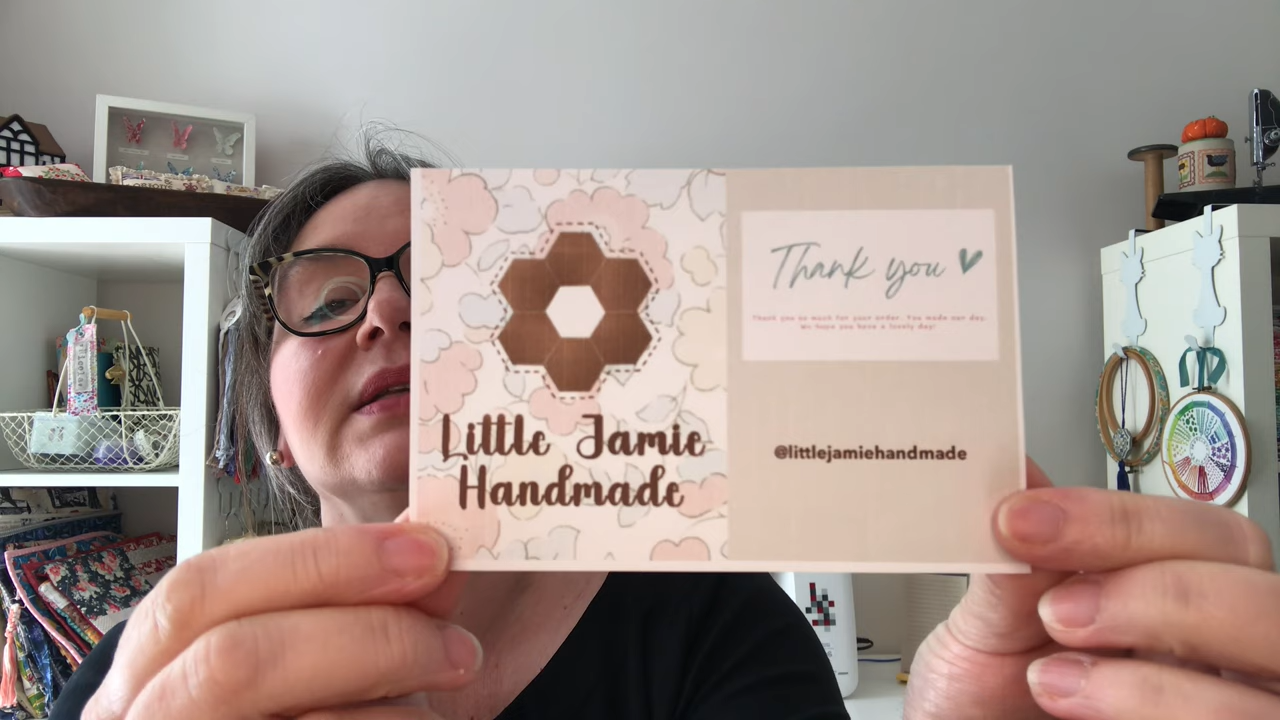 Little Jamie
Handmade
Thank you
Thank you so much for your order. You made our day.
We hope you have a lovely day!
@littlejamiehandmade